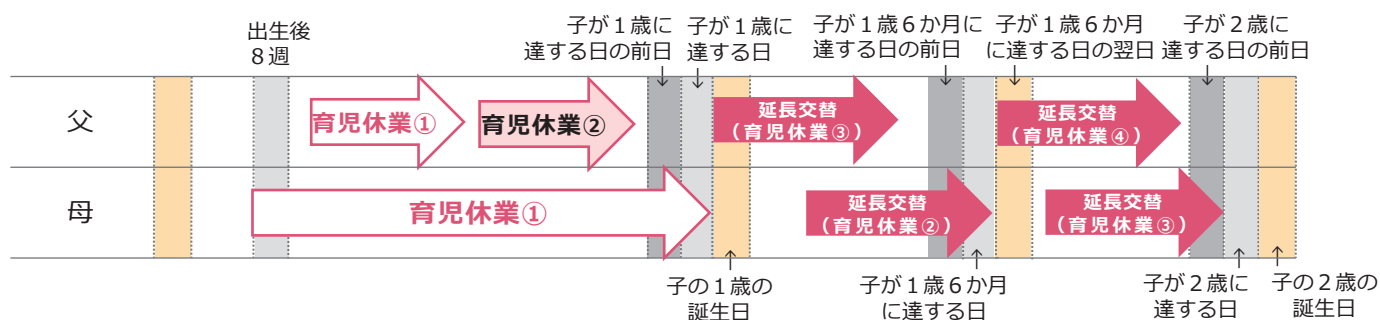 出生後
８週
子が１歳に
達する日の前日
子が１歳に
達する日
子が１歳６か月に
達する日の前日
子が１歳６か月
に達する日の翌日
子が２歳に
達する日の前日
父
育児休業①
育児休業②
延長交替
（育児休業③）
延長交替
（育児休業④）
母
育児休業①
延長交替
（育児休業②）
延長交替
（育児休業③）
子の１歳の
誕生日
子が１歳６か月
に達する日
子が２歳に
達する日
子の２歳の
誕生日